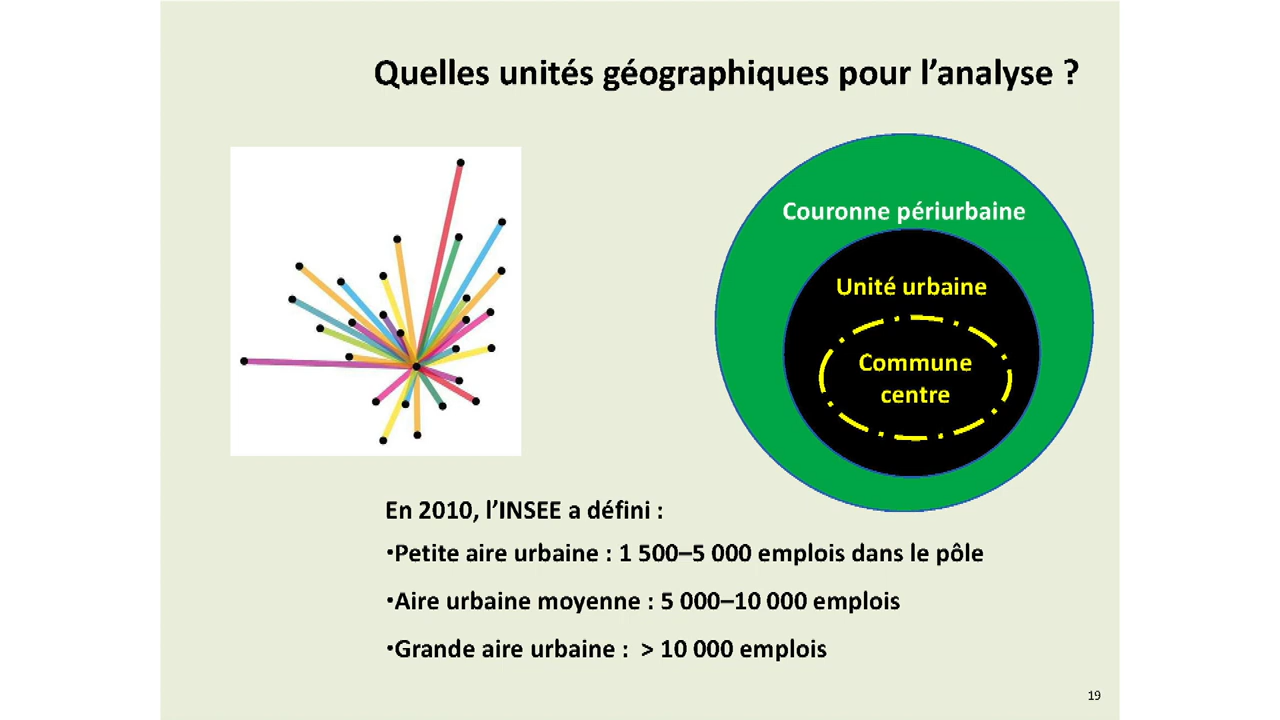 Quelles unités géographiques pour l’analyse ?
Couronne périurbaine
Unité urbaine
Commune
centre
En 2010, l’INSEE a défini :
•Petite aire urbaine : 1 500–5 000 emplois dans le pôle
•Aire urbaine moyenne : 5 000–10 000 emplois
•Grande aire urbaine :  > 10 000 emplois
19